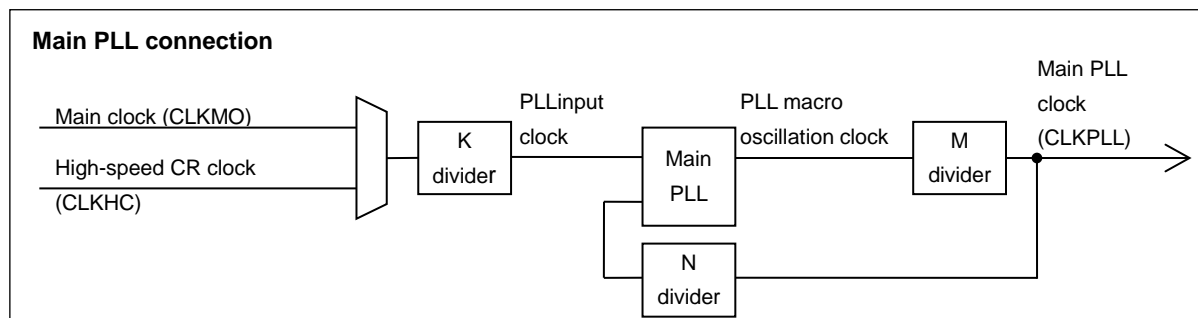 Main PLL connection
Main clock (CLKMO)
High-speed CR clock
(CLKHC)
K
divider
PLLinput
clock
Main
PLL
PLL macro
oscillation clock
M
divider
Main PLL
clock
(CLKPLL)
N
divider